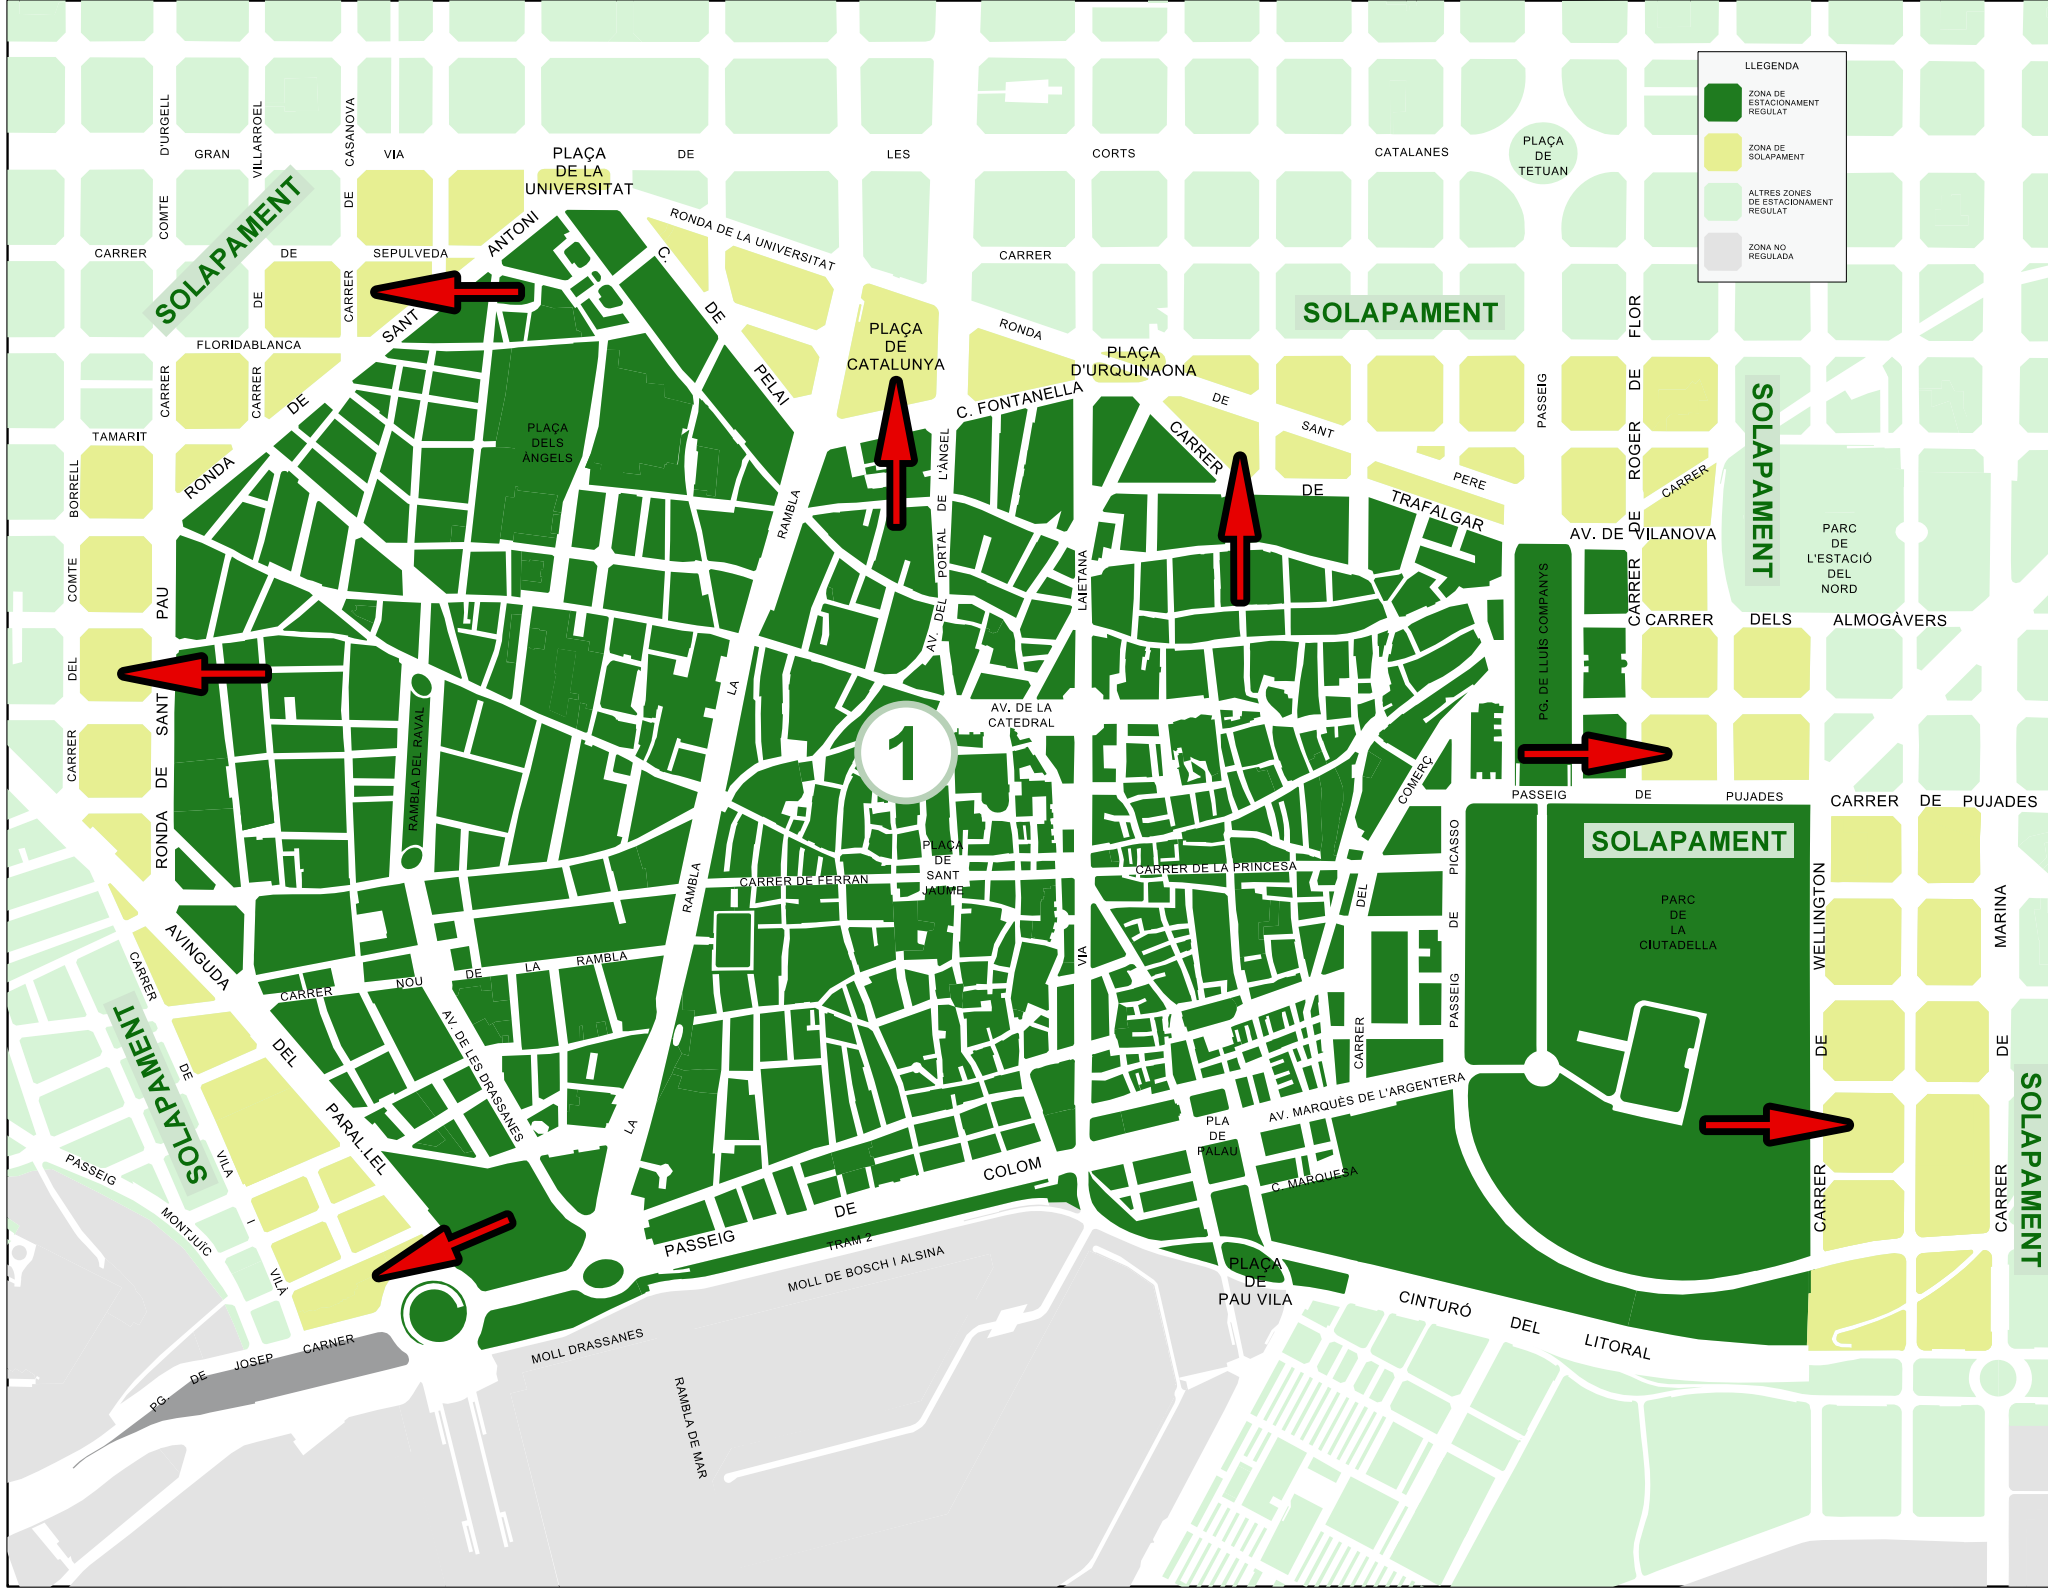 LLEGENDA
ZONA DE
ESTACIONAMENT
REGULAT
ZONA DE
SOLAPAMENT
ALTRES ZONES
DE ESTACIONAMENT
REGULAT
ZONA NO
REGULADA
D'URGELL
COMTE
CARRER
VILLARROEL
DE
CARRER
CASANOVA
DE
CARRER
GRAN VIA DE LES CORTS CATALANES
PLAÇA
DE LA
UNIVERSITAT
PLAÇA
DE
TETUAN
SOLAPAMENT
CARRER DE SEPULVEDA
CARRER
RONDA DE LA UNIVERSITAT
RONDA DE SANT ANTONI
FLORIDABLANCA
TAMARIT
C. DE PELAI
PLAÇA
DE
CATALUNYA
RONDA DE SANT PERE
PLAÇA
D'URQUINAONA
SOLAPAMENT
C. FONTANELLA
CARRER DE TRAFALGAR
PASSEIG
CARRER DE ROGER DE FLOR
CARRER
AV. DE VILANOVA
SOLAPAMENT
PARC
DE
L'ESTACIÓ
DEL
NORD
CARRER DELS ALMOGÀVERS
PLAÇA
DELS
ÀNGELS
CARRER DEL COMTE BORRELL
RONDA DE SANT PAU
RAMBLA DEL RAVAL
LA RAMBLA
LA RAMBLA
AV. DEL PORTAL DE L'ÀNGEL
VIA LAIETANA
AV. DE LA
CATEDRAL
1
PG. DE LLUÍS COMPANYS
CARRER DEL COMERÇ
PASSEIG DE PUJADES
CARRER DE PUJADES
SOLAPAMENT
PLAÇA
DE
SANT
JAUME
CARRER DE FERRAN
CARRER DE LA PRINCESA
PASSEIG DE PICASSO
PARC
DE
LA
CIUTADELLA
CARRER DE WELLINGTON
CARRER DE MARINA
SOLAPAMENT
AVINGUDA DEL PARAL.LEL
CARRER NOU DE LA RAMBLA
AV. DE LES DRASSANES
CARRER DE VILA I VILÀ
SOLAPAMENT
PASSEIG MONTJUÏC
AV. MARQUÈS DE L'ARGENTERA
PLA
DE
PALAU
C. MARQUESA
PASSEIG DE COLOM
TRAM 2
MOLL DE BOSCH I ALSINA
PLAÇA
DE
PAU VILA
CINTURÓ DEL LITORAL
PG. DE JOSEP CARNER
MOLL DRASSANES
RAMBLA DE MAR